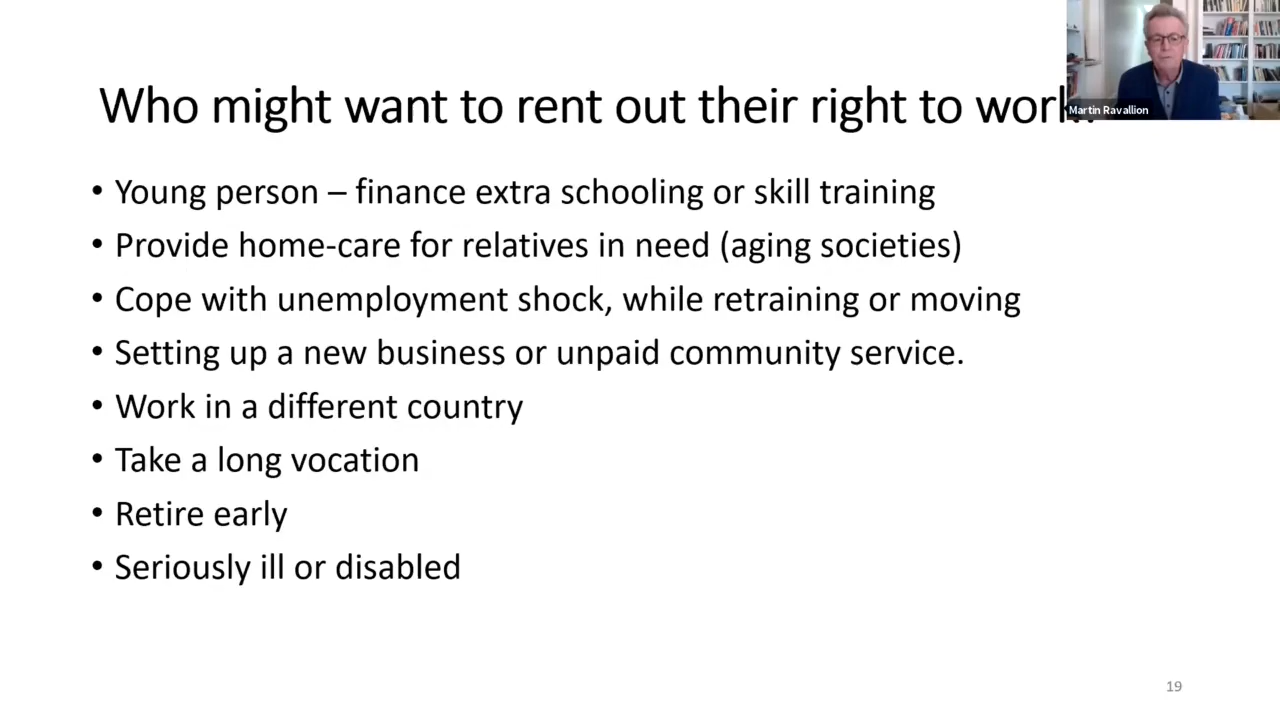 Who might want to rent out their right to work
Martin Ravallion
• Young person – finance extra schooling or skill training
• Provide home-care for relatives in need (aging societies)
• Cope with unemployment shock, while retraining or moving
• Setting up a new business or unpaid community service.
• Work in a different country
• Take a long vocation
• Retire early
• Seriously ill or disabled
19